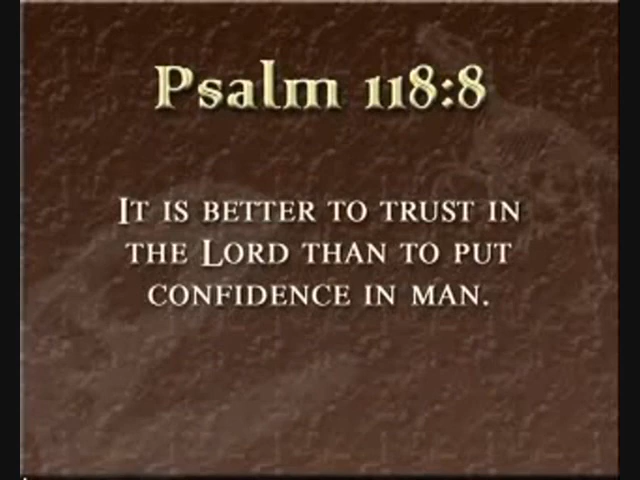 Psalm 118:8
It is better to trust in
the Lord than to put
confidence in man.